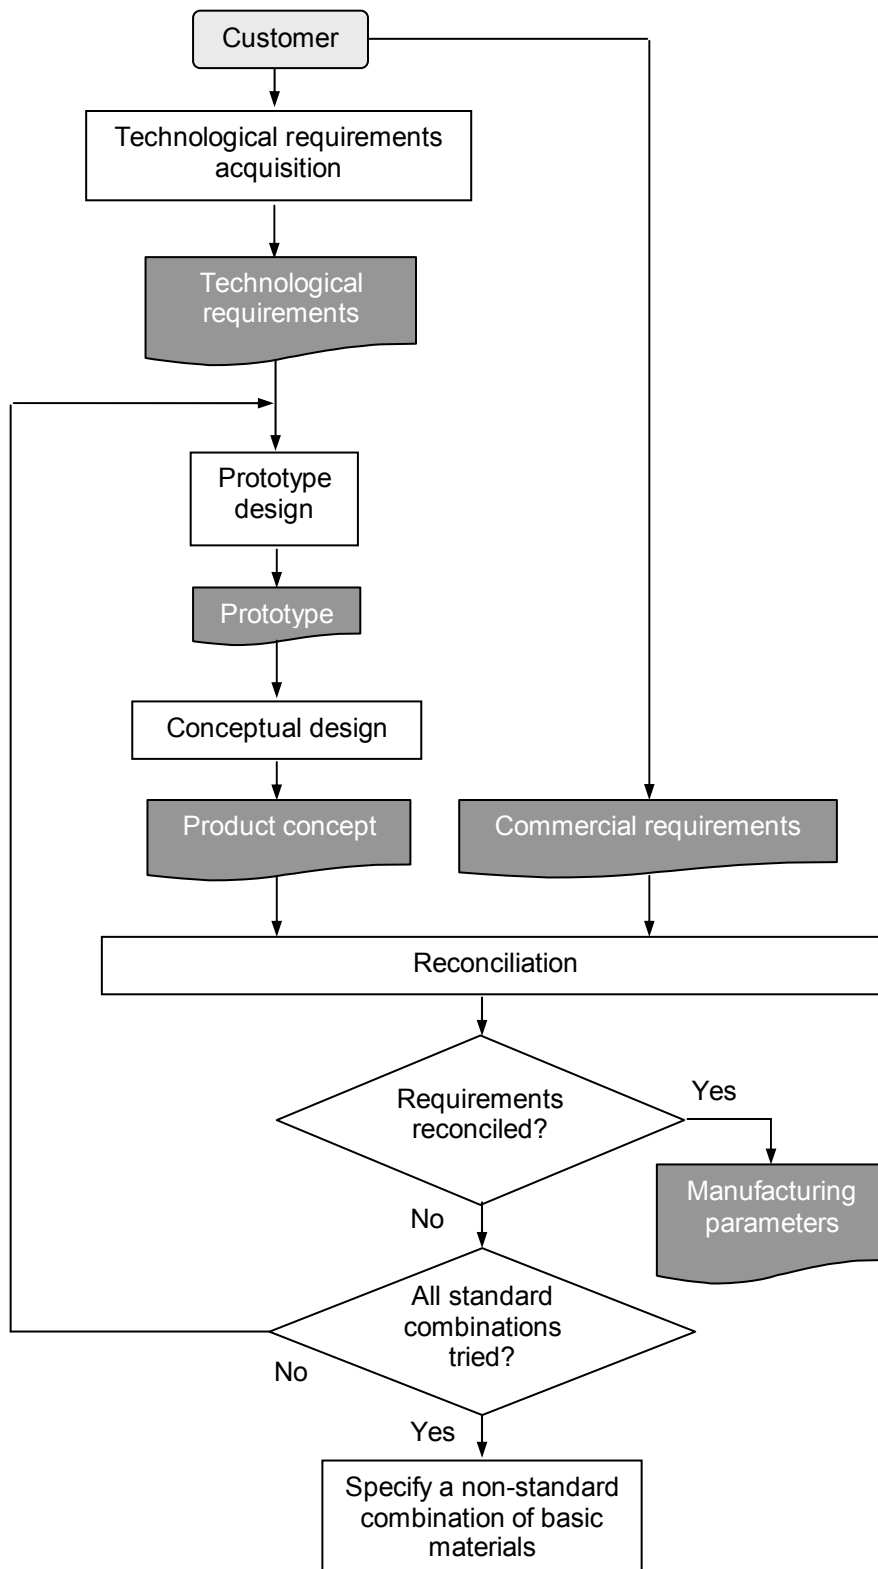 Customer
Technological requirements
acquisition
Technological
requirements
Prototype
design
Prototype
Conceptual design
Product concept
Commercial requirements
Reconciliation
Requirements
reconciled?
Yes
Manufacturing
parameters
No
All standard
combinations
tried?
No
Yes
Specify a non-standard
combination of basic
materials